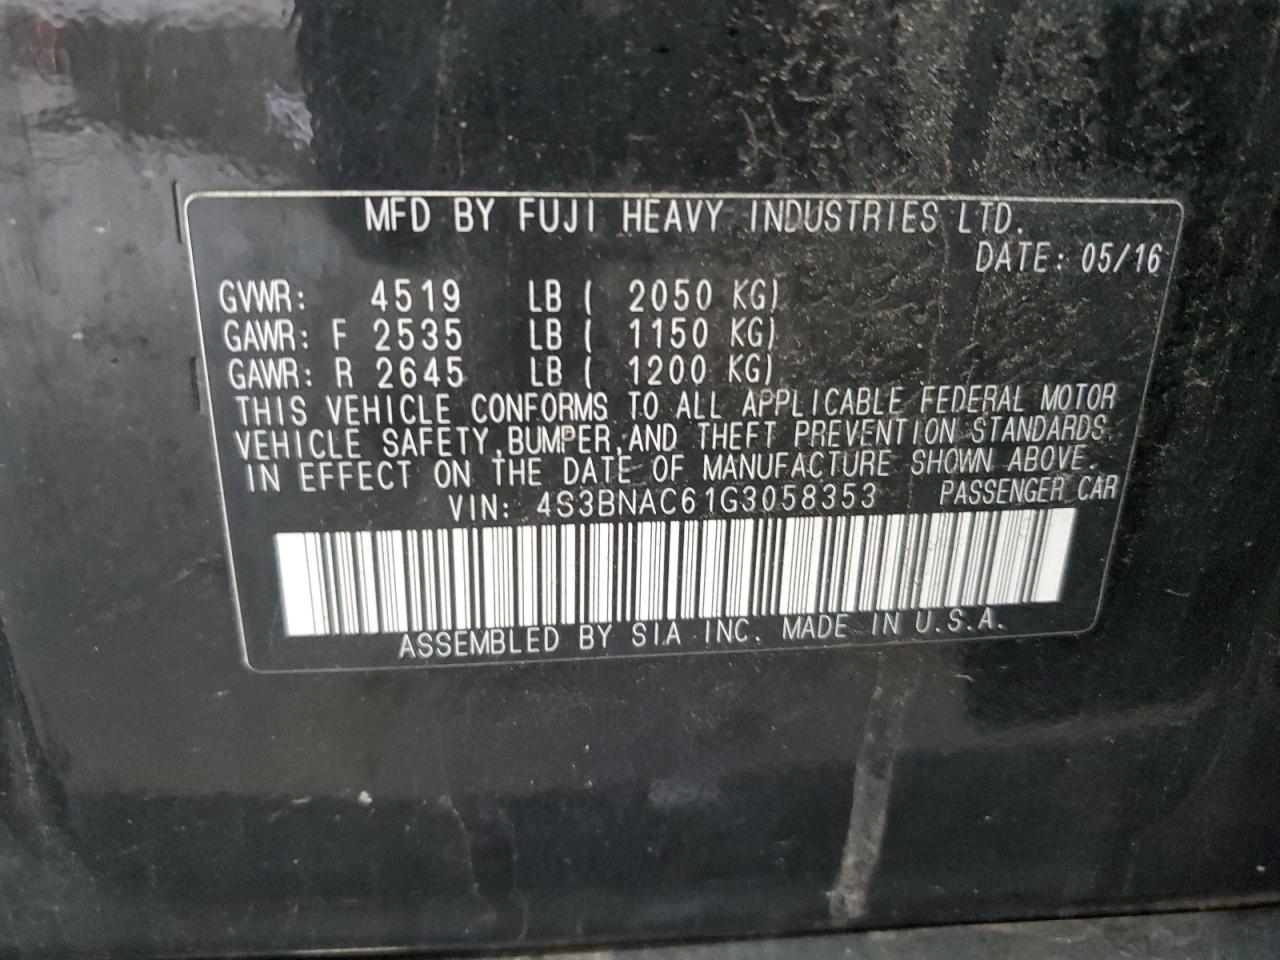 MFD BY FUJI HEAVY INDUSTRIES LTD.
DATE: 05/16
GVWR: 4519 LB ( 2050 KG)
GAWR: F 2535 LB ( 1150 KG)
GAWR: R 2645 LB ( 1200 KG)
THIS VEHICLE CONFORMS TO ALL APPLICABLE FEDERAL MOTOR
VEHICLE SAFETY, BUMPER, AND THEFT PREVENTION STANDARDS
IN EFFECT ON THE DATE OF MANUFACTURE SHOWN ABOVE.
VIN: 4S3BNAC61G3058353 PASSENGER CAR
ASSEMBLED BY SIA INC. MADE IN U.S.A.